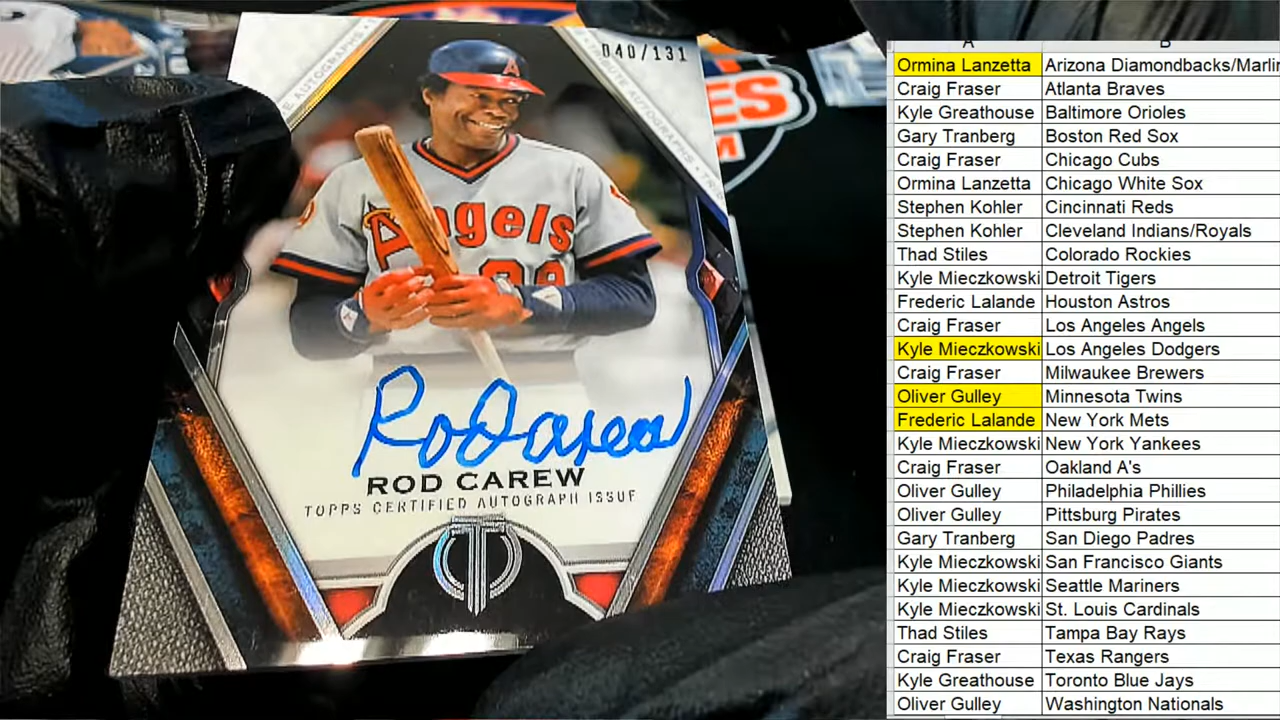 040/131
E AUTOGRAPHS •
TRIBUTE AUTOGRAPHS • TR
ES
A
Angels
Rod Carew
ROD CAREW
TOPPS CERTIFIED AUTOGRAPH ISSUE
T
A B
Ormina Lanzetta Arizona Diamondbacks/Marlin
Craig Fraser Atlanta Braves
Kyle Greathouse Baltimore Orioles
Gary Tranberg Boston Red Sox
Craig Fraser Chicago Cubs
Ormina Lanzetta Chicago White Sox
Stephen Kohler Cincinnati Reds
Stephen Kohler Cleveland Indians/Royals
Thad Stiles Colorado Rockies
Kyle Mieczkowski Detroit Tigers
Frederic Lalande Houston Astros
Craig Fraser Los Angeles Angels
Kyle Mieczkowski Los Angeles Dodgers
Craig Fraser Milwaukee Brewers
Oliver Gulley Minnesota Twins
Frederic Lalande New York Mets
Kyle Mieczkowski New York Yankees
Craig Fraser Oakland A's
Oliver Gulley Philadelphia Phillies
Oliver Gulley Pittsburg Pirates
Gary Tranberg San Diego Padres
Kyle Mieczkowski San Francisco Giants
Kyle Mieczkowski Seattle Mariners
Kyle Mieczkowski St. Louis Cardinals
Thad Stiles Tampa Bay Rays
Craig Fraser Texas Rangers
Kyle Greathouse Toronto Blue Jays
Oliver Gulley Washington Nationals